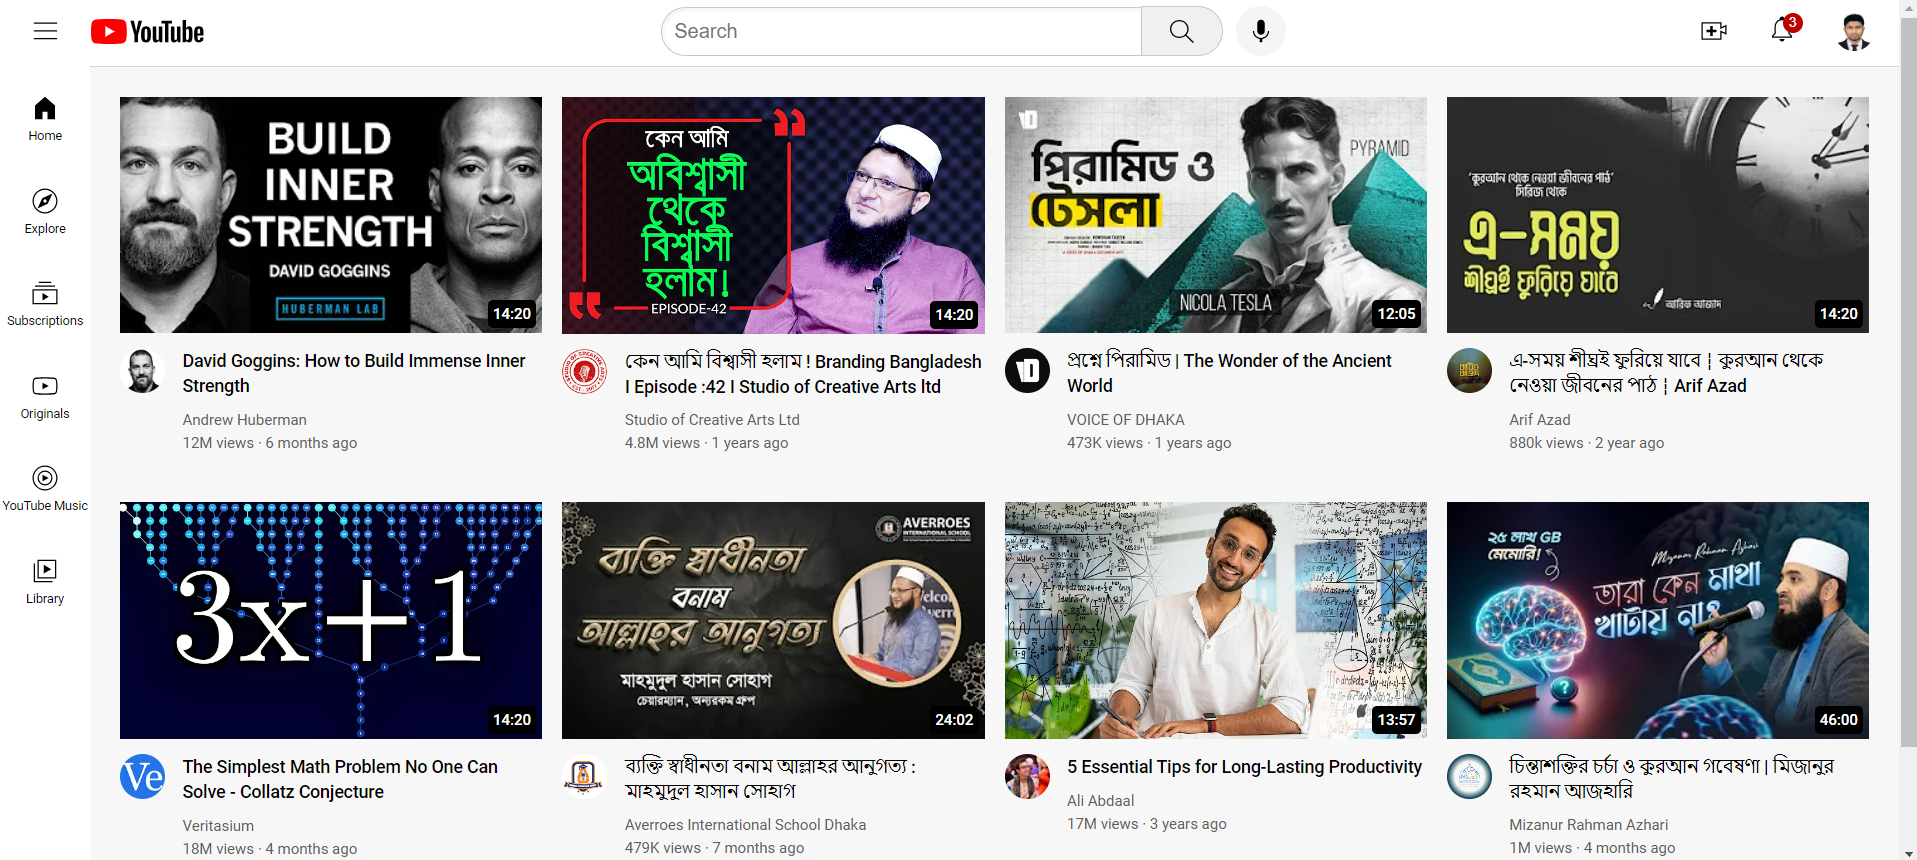 YouTube
Search
3
Home
Explore
Subscriptions
Originals
YouTube Music
Library
BUILD
INNER
STRENGTH
DAVID GOGGINS
HUBERMAN LAB
14:20
David Goggins: How to Build Immense Inner
Strength
Andrew Huberman
12M views · 6 months ago
কেন আমি
অবিশ্বাসী
থেকে
বিশ্বাসী
হলাম!
EPISODE-42
14:20
কেন আমি বিশ্বাসী হলাম ! Branding Bangladesh
I Episode :42 I Studio of Creative Arts ltd
Studio of Creative Arts Ltd
4.8M views · 1 years ago
পিরামিড ও
টেসলা
PYRAMID
NICOLA TESLA
12:05
প্রশ্নে পিরামিড | The Wonder of the Ancient
World
VOICE OF DHAKA
473K views · 1 years ago
'কুরআন থেকে নেওয়া জীবনের পাঠ'
সিরিজ থেকে
এ-সময়
শীঘ্রই ফুরিয়ে যাবে
আরিফ আজাদ
14:20
এ-সময় শীঘ্রই ফুরিয়ে যাবে ¦ কুরআন থেকে
নেওয়া জীবনের পাঠ ¦ Arif Azad
Arif Azad
880k views · 2 year ago
3x+1
14:20
The Simplest Math Problem No One Can
Solve - Collatz Conjecture
Veritasium
18M views · 4 months ago
AVERROES
INTERNATIONAL SCHOOL
ব্যক্তি স্বাধীনতা
বনাম
আল্লাহর আনুগত্য
মাহমুদুল হাসান সোহাগ
চেয়ারম্যান, অন্যরকম গ্রুপ
24:02
ব্যক্তি স্বাধীনতা বনাম আল্লাহর আনুগত্য :
মাহমুদুল হাসান সোহাগ
Averroes International School Dhaka
479K views · 7 months ago
13:57
5 Essential Tips for Long-Lasting Productivity
Ali Abdaal
17M views · 3 years ago
২৫ লাখ GB
মেমোরি!
Mizanur Rahman Azhari
তারা কেন মাথা
খাটায় না?
46:00
চিন্তাশক্তির চর্চা ও কুরআন গবেষণা | মিজানুর
রহমান আজহারি
Mizanur Rahman Azhari
1M views · 4 months ago
Ve